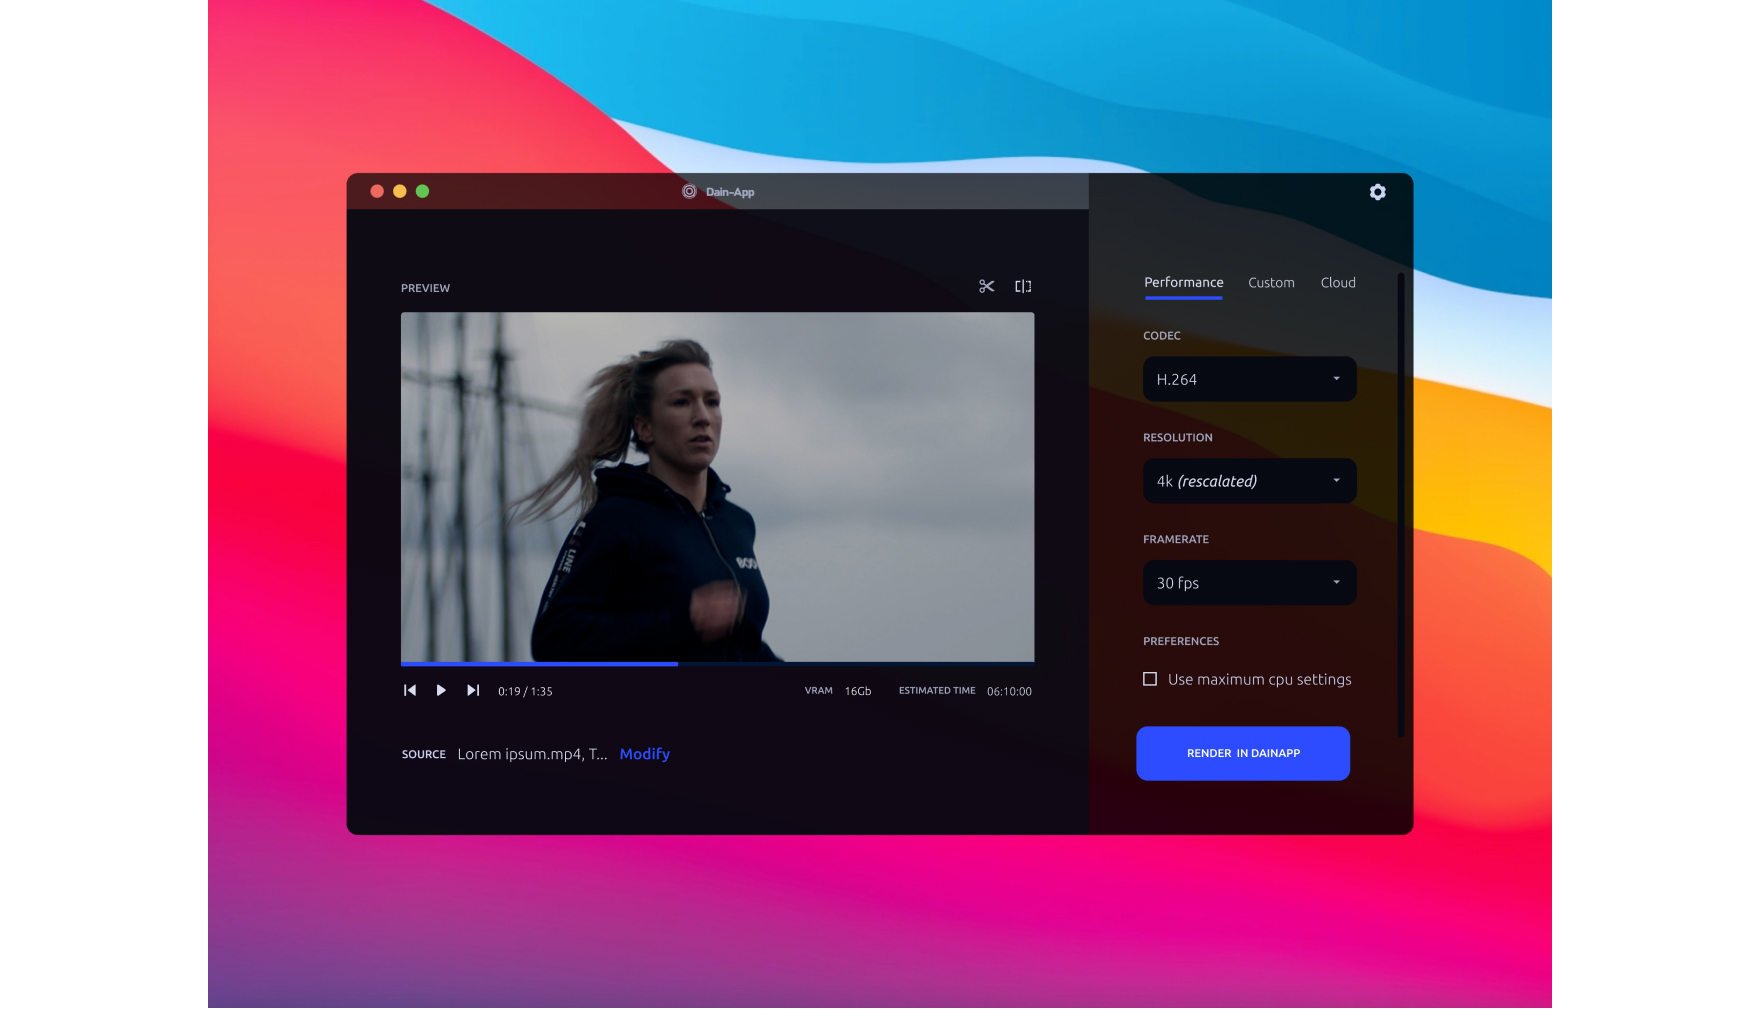 Dain-App
PREVIEW
LINE
BOD
0:19 / 1:35
VRAM 16Gb ESTIMATED TIME 06:10:00
SOURCE Lorem ipsum.mp4, T... Modify
Performance Custom Cloud
CODEC
H.264
RESOLUTION
4k (rescalated)
FRAMERATE
30 fps
PREFERENCES
Use maximum cpu settings
RENDER IN DAINAPP